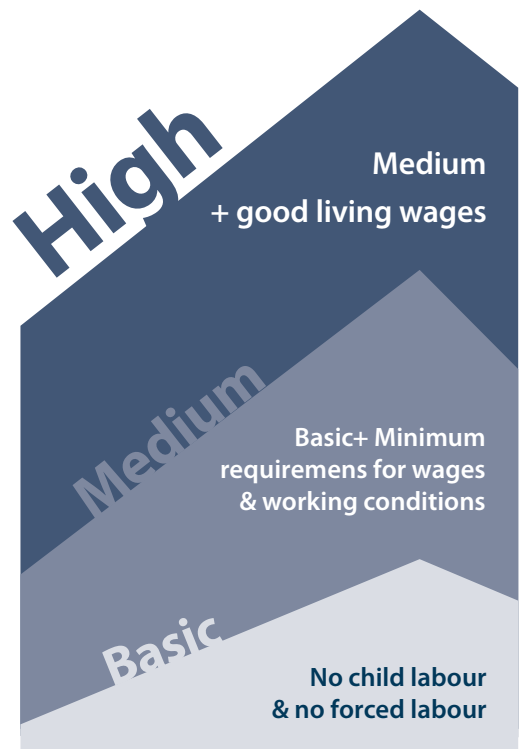 High
Medium
+ good living wages
Medium
Basic+ Minimum
requiremens for wages
& working conditions
Basic
No child labour
& no forced labour